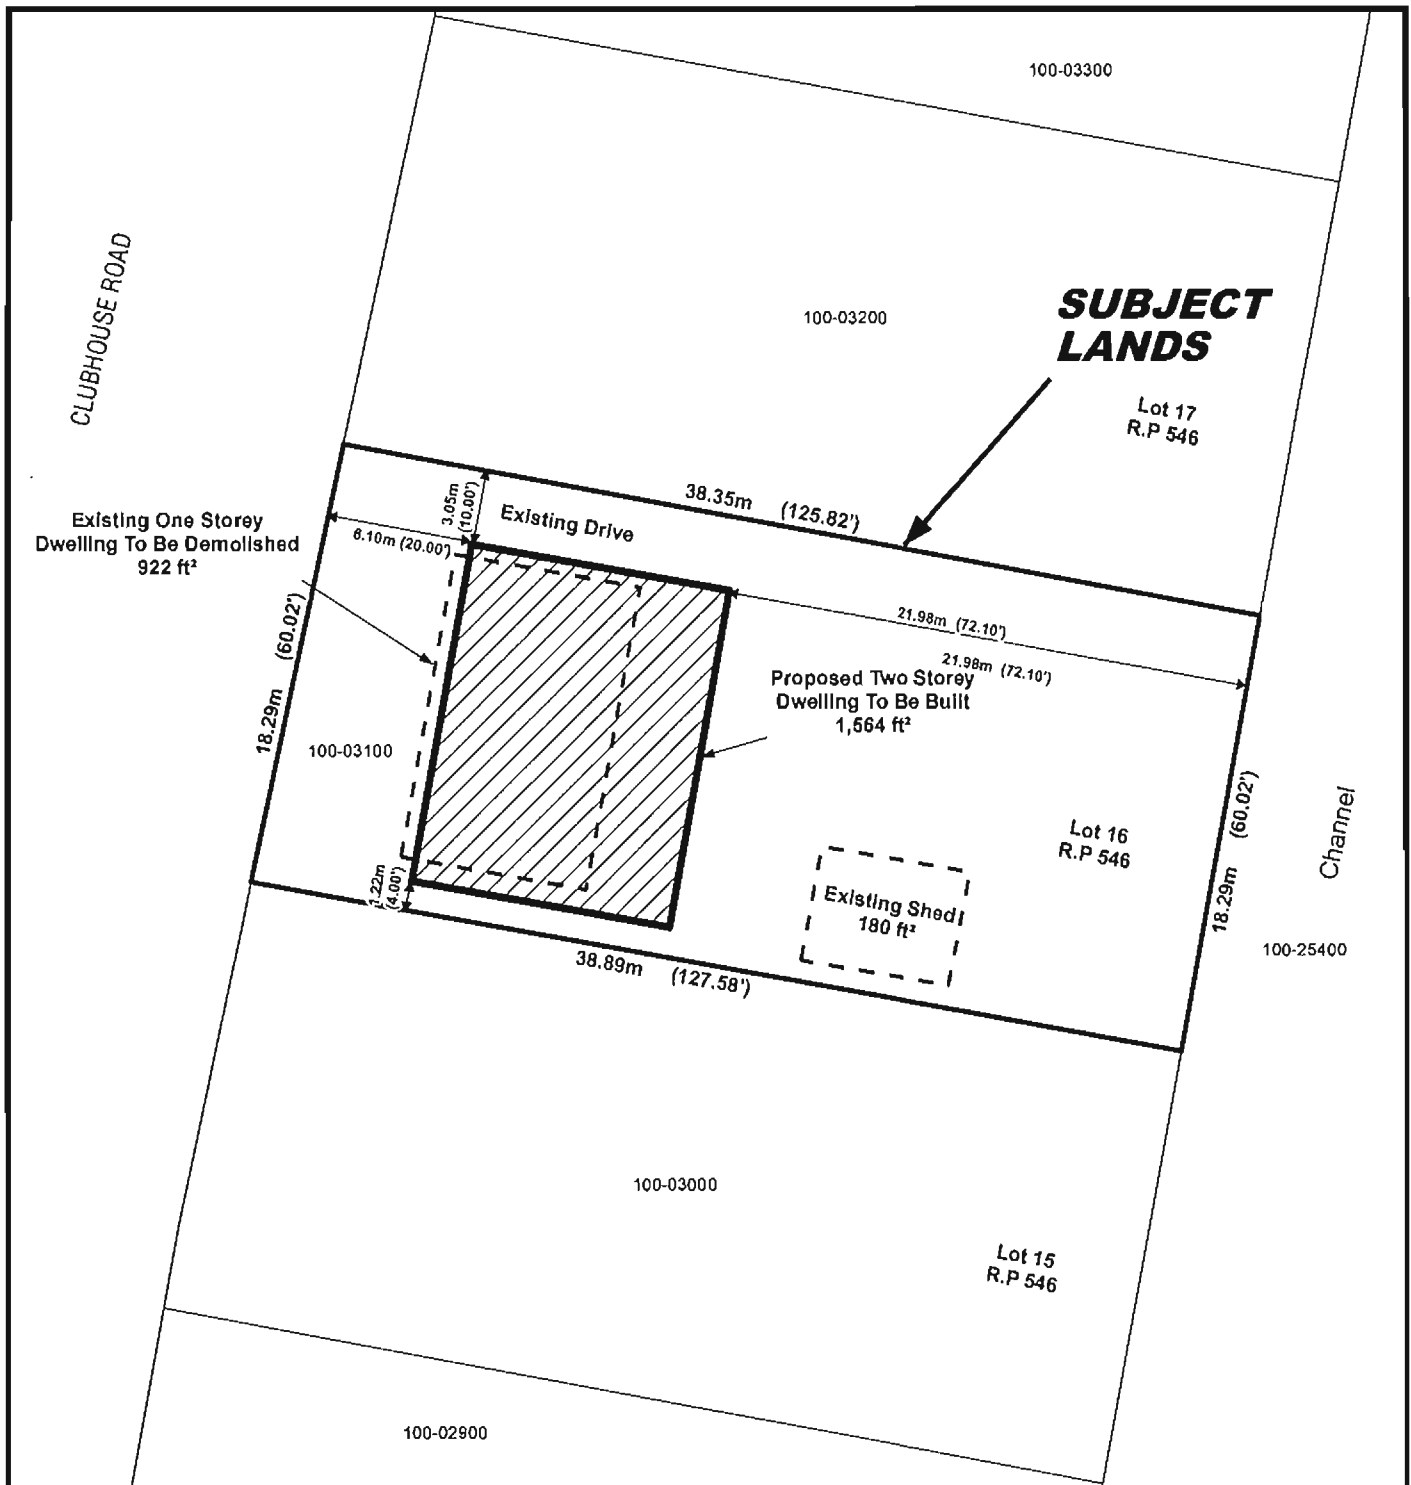 100-03300
CLUBHOUSE ROAD
SUBJECT
LANDS
100-03200
Lot 17
R.P 546
38.35m (125.82')
3.05m
(10.00')
Existing Drive
Existing One Storey
Dwelling To Be Demolished
922 ft²
6.10m (20.00')
21.98m (72.10')
21.98m (72.10')
18.29m (60.02')
Proposed Two Storey
Dwelling To Be Built
1,564 ft²
100-03100
Lot 16
R.P 546
18.29m (60.02')
Channel
1.22m
(4.00')
Existing Shed
180 ft²
100-25400
38.89m (127.58')
100-03000
Lot 15
R.P 546
100-02900